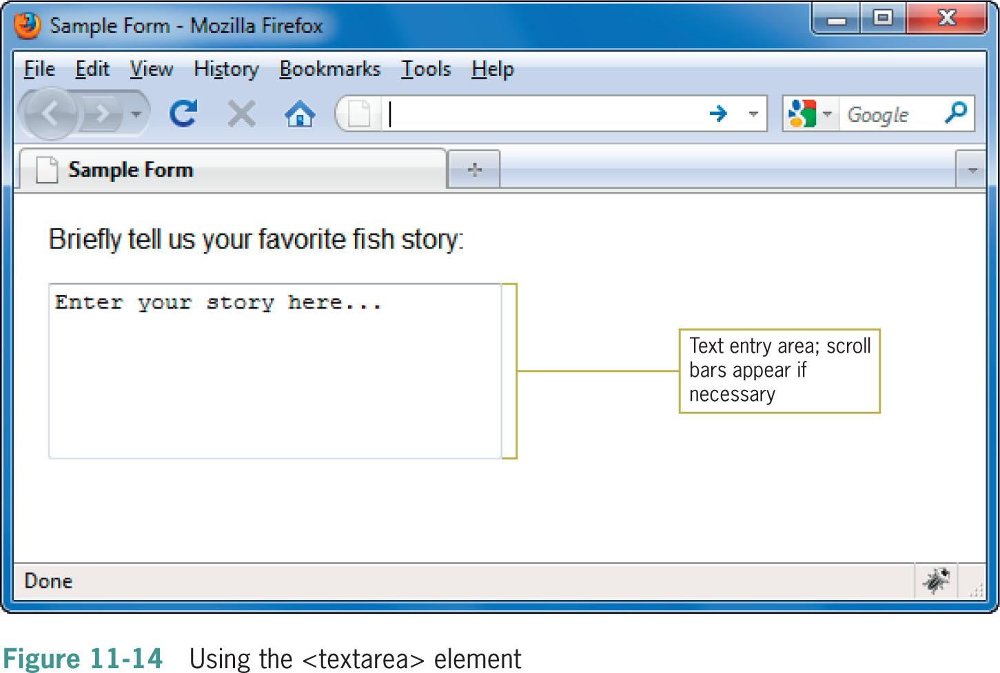 Sample Form - Mozilla Firefox
File Edit View History Bookmarks Tools Help
Google
Sample Form
Briefly tell us your favorite fish story:
Enter your story here...
Text entry area; scroll
bars appear if
necessary
Done
Figure 11-14 Using the <textarea> element